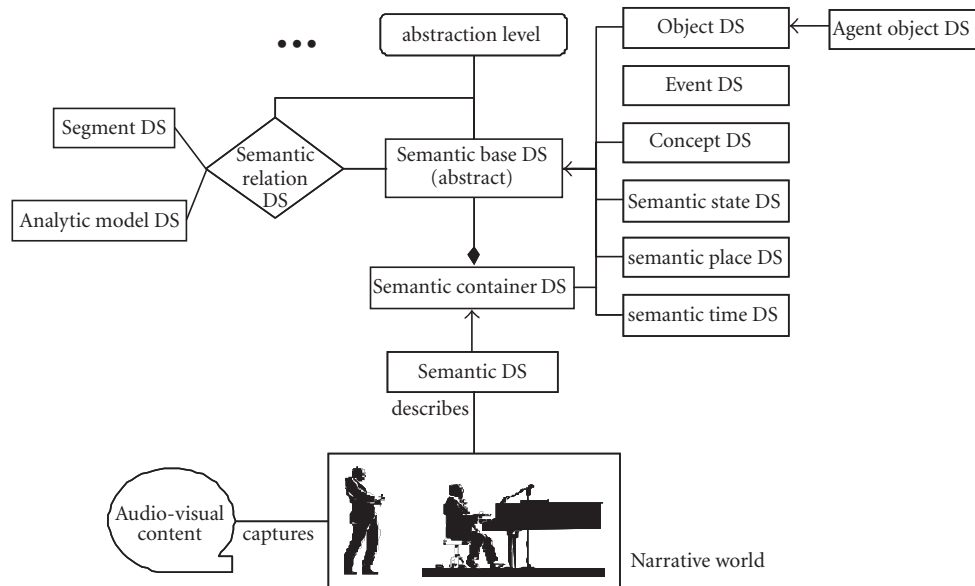 abstraction level
Object DS
Agent object DS
Event DS
Segment DS
Concept DS
Semantic
relation
DS
Semantic base DS
(abstract)
Analytic model DS
Semantic state DS
semantic place DS
Semantic container DS
semantic time DS
Semantic DS
describes
Audio-visual
content
captures
Narrative world